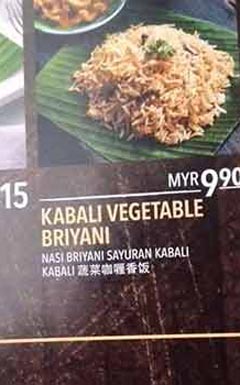 MYR 9.90
15
KABALI VEGETABLE
BRIYANI
NASI BRIYANI SAYURAN KABALI
KABALI 蔬菜咖喱香饭